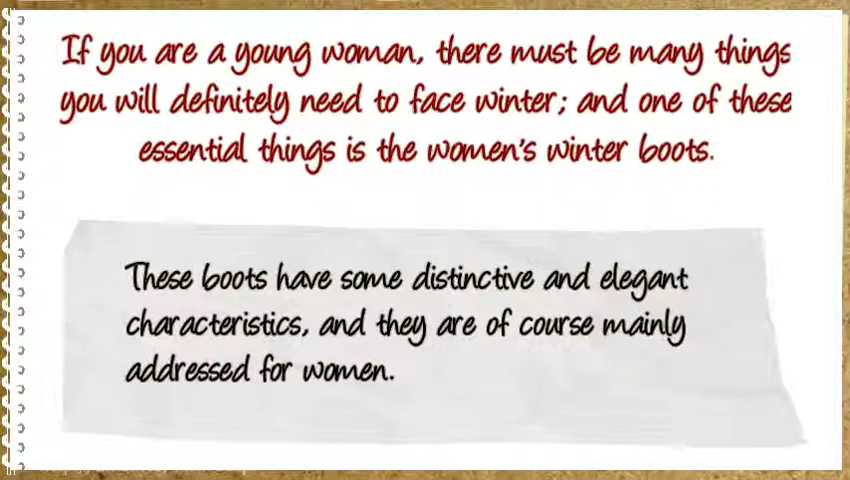 If you are a young woman, there must be many things
you will definitely need to face winter; and one of these
essential things is the women's winter boots.
These boots have some distinctive and elegant
characteristics, and they are of course mainly
addressed for women.